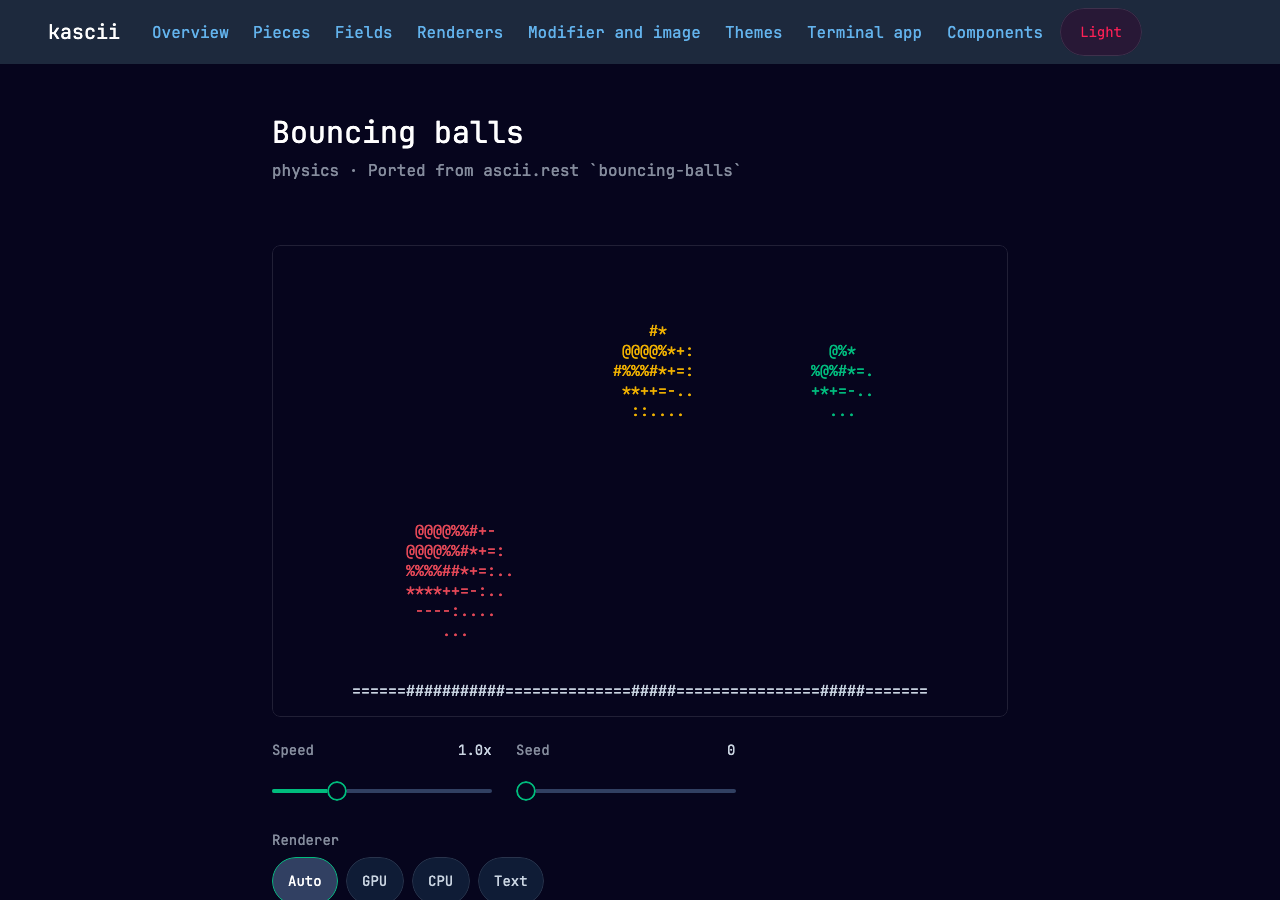 kascii Overview Pieces Fields Renderers Modifier and image Themes Terminal app Components Light
Bouncing balls
physics · Ported from ascii.rest `bouncing-balls`
#*
@@@@%*+: @%*
#%%%#*+=: %@%#*=.
**++=-.. +*+=-..
::.... ...
@@@@%%#+-
@@@@%%#*+=:
%%%%##*+=:..
****++=-:..
----:....
...
======###########==============#####================#####=======
Speed 1.0x Seed 0
Renderer
Auto GPU CPU Text